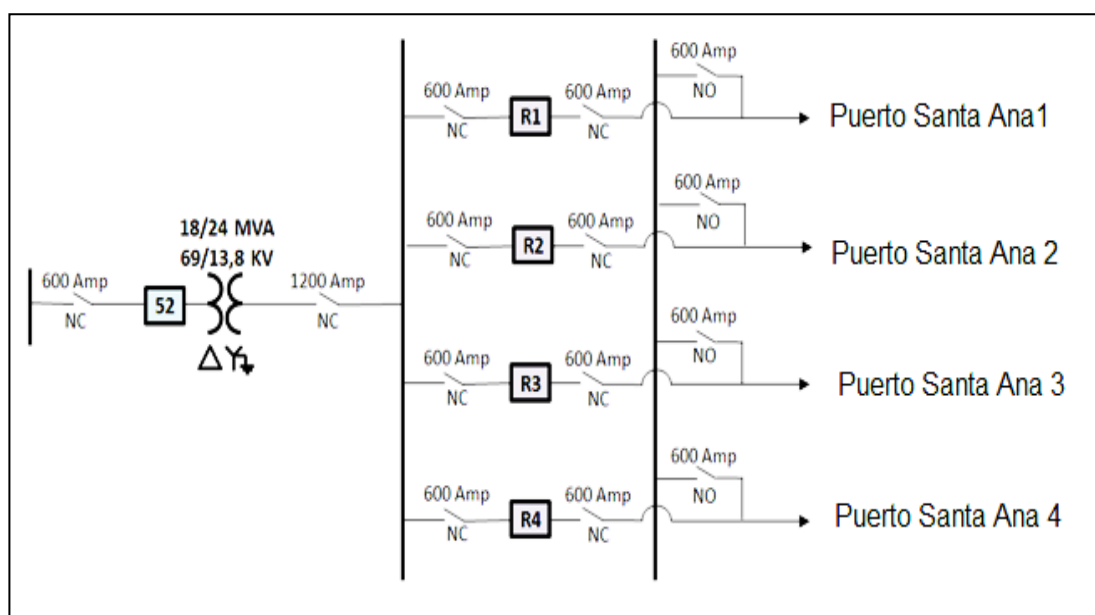 600 Amp
NO
600 Amp
R1
600 Amp
NC
NC
Puerto Santa Ana1
600 Amp
NO
600 Amp
R2
600 Amp
NC
NC
Puerto Santa Ana 2
18/24 MVA
69/13,8 KV
600 Amp
NC
52
1200 Amp
NC
600 Amp
NO
600 Amp
R3
600 Amp
NC
NC
Puerto Santa Ana 3
600 Amp
NO
600 Amp
R4
600 Amp
NC
NC
Puerto Santa Ana 4